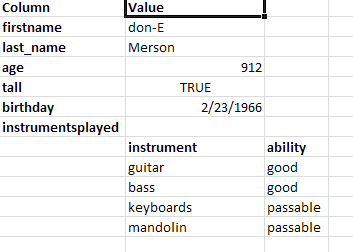 Column Value
firstname don-E
last_name Merson
age 912
tall TRUE
birthday 2/23/1966
instrumentsplayed
instrument ability
guitar good
bass good
keyboards passable
mandolin passable